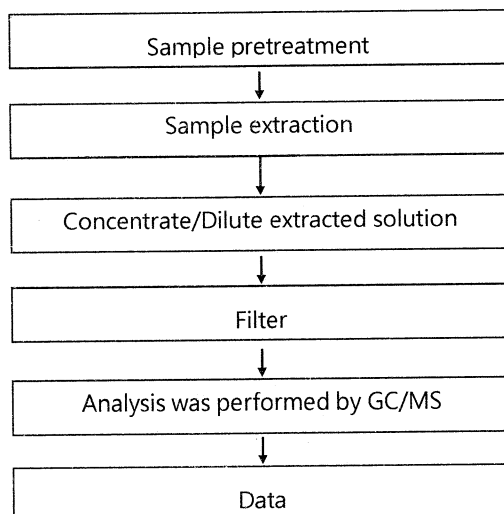 Sample pretreatment
Sample extraction
Concentrate/Dilute extracted solution
Filter
Analysis was performed by GC/MS
Data